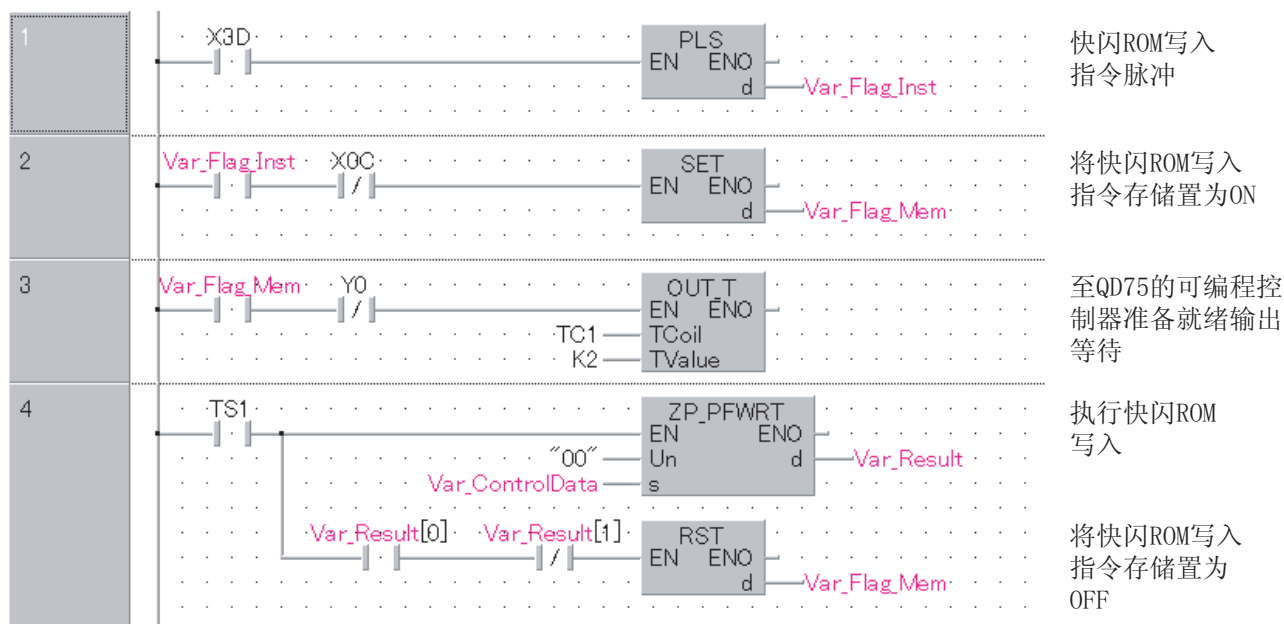 1
X3D
PLS
EN ENO
d
Var_Flag_Inst
快闪ROM写入
指令脉冲
2
Var_Flag_Inst
X0C
SET
EN ENO
d
Var_Flag_Mem
将快闪ROM写入
指令存储置为ON
3
Var_Flag_Mem
Y0
OUT_T
EN ENO
TC1
TCoil
K2
TValue
至QD75的可编程控
制器准备就绪输出
等待
4
TS1
ZP_PFWRT
EN ENO
"00"
Un d
Var_Result
Var_ControlData
s
执行快闪ROM
写入
Var_Result[0]
Var_Result[1]
RST
EN ENO
d
Var_Flag_Mem
将快闪ROM写入
指令存储置为
OFF